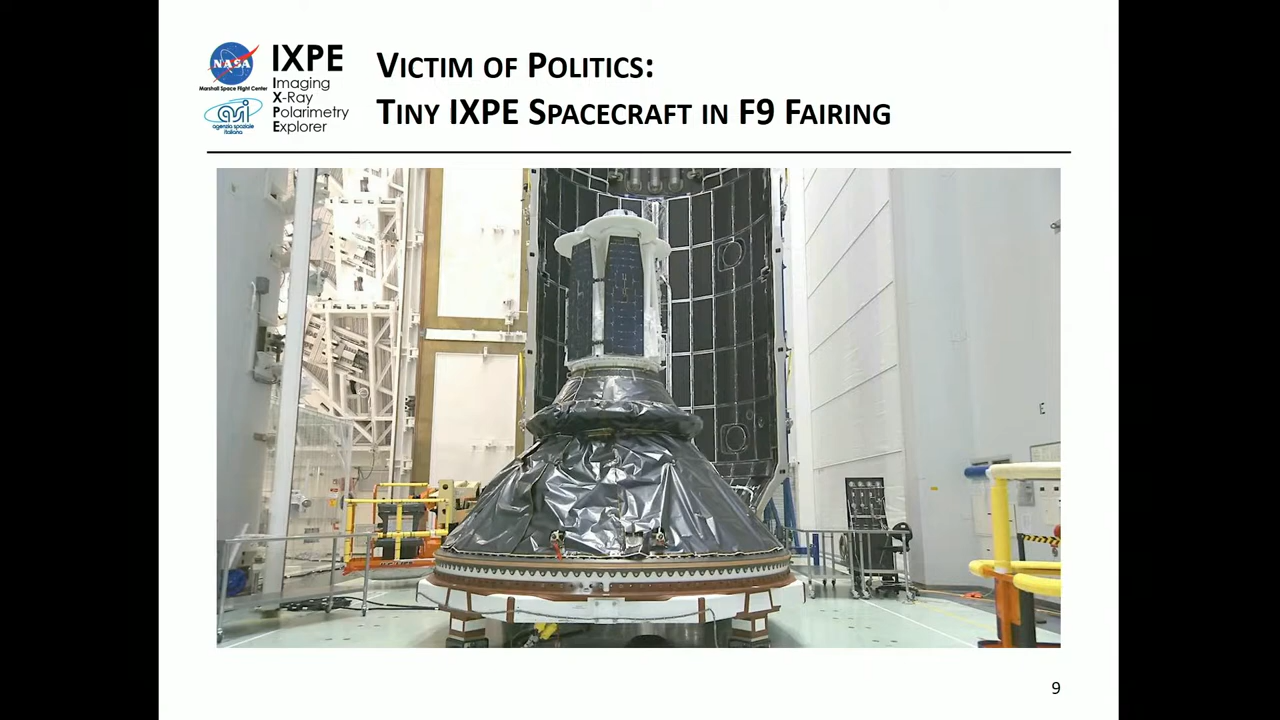 NASA
Marshall Space Flight Center
asi
agenzia spaziale
italiana
IXPE
Imaging
X-Ray
Polarimetry
Explorer
VICTIM OF POLITICS:
TINY IXPE SPACECRAFT IN F9 FAIRING
E
9